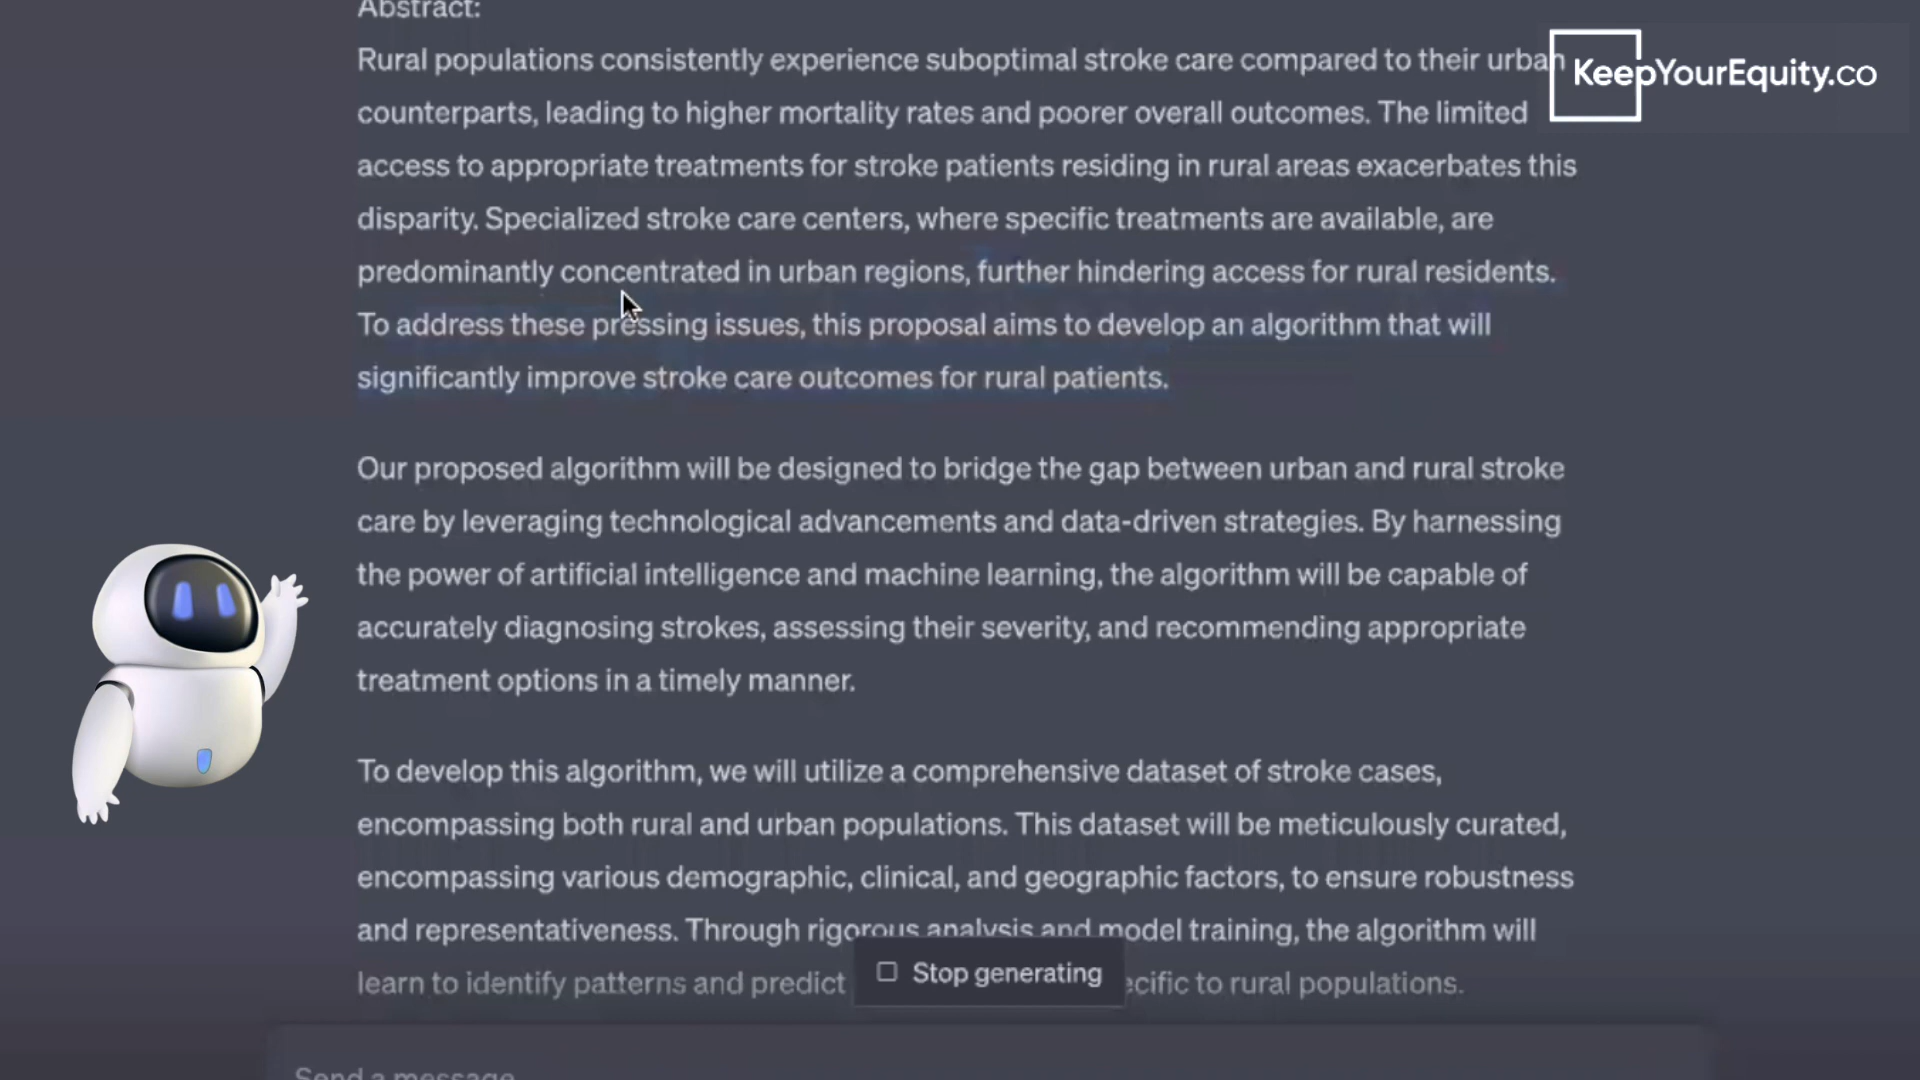 Abstract:
KeepYourEquity.co
Rural populations consistently experience suboptimal stroke care compared to their urban
counterparts, leading to higher mortality rates and poorer overall outcomes. The limited
access to appropriate treatments for stroke patients residing in rural areas exacerbates this
disparity. Specialized stroke care centers, where specific treatments are available, are
predominantly concentrated in urban regions, further hindering access for rural residents.
To address these pressing issues, this proposal aims to develop an algorithm that will
significantly improve stroke care outcomes for rural patients.
Our proposed algorithm will be designed to bridge the gap between urban and rural stroke
care by leveraging technological advancements and data-driven strategies. By harnessing
the power of artificial intelligence and machine learning, the algorithm will be capable of
accurately diagnosing strokes, assessing their severity, and recommending appropriate
treatment options in a timely manner.
To develop this algorithm, we will utilize a comprehensive dataset of stroke cases,
encompassing both rural and urban populations. This dataset will be meticulously curated,
encompassing various demographic, clinical, and geographic factors, to ensure robustness
and representativeness. Through rigorous analysis and model training, the algorithm will
learn to identify patterns and predict ecific to rural populations.
Stop generating
Send a message